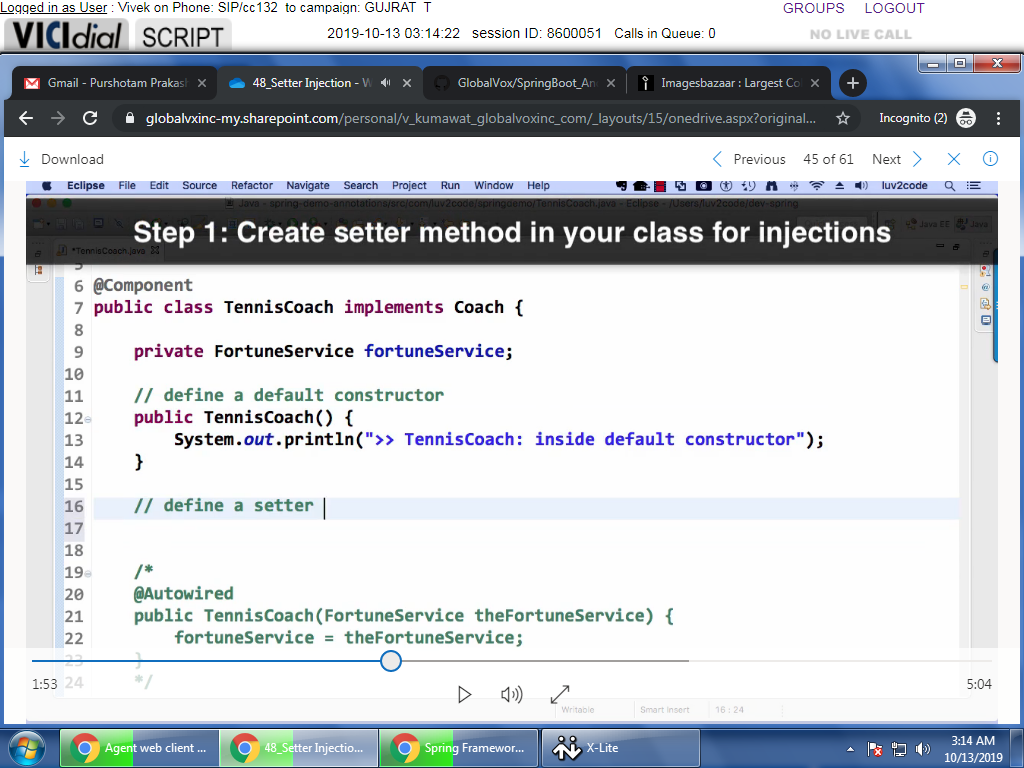 Logged in as User : Vivek on Phone: SIP/cc132  to campaign: GUJRAT_T
GROUPS LOGOUT
VICIdial SCRIPT
2019-10-13 03:14:22 session ID: 8600051 Calls in Queue: 0
NO LIVE CALL
Gmail - Purshotam Prakas
48_Setter Injection - W
GlobalVox/SpringBoot_An
Imagesbazaar : Largest Co
globalvxinc-my.sharepoint.com/personal/v_kumawat_globalvoxinc_com/_layouts/15/onedrive.aspx?original...
Incognito (2)
Download
Previous 45 of 61 Next
Eclipse File Edit Source Refactor Navigate Search Project Run Window Help
luv2code
Java - spring-demo-annotations/src/com/luv2code/springdemo/TennisCoach.java - Eclipse - /Users/luv2code/dev-spring
Step 1: Create setter method in your class for injections
Java EE Java
*TennisCoach.java
5
6 @Component
7 public class TennisCoach implements Coach {
8
9 private FortuneService fortuneService;
10
11 // define a default constructor
12 public TennisCoach() {
13 System.out.println(">> TennisCoach: inside default constructor");
14 }
15
16 // define a setter
17
18
19 /*
20 @Autowired
21 public TennisCoach(FortuneService theFortuneService) {
22 fortuneService = theFortuneService;
23 }
24 */
1:53
5:04
Writable Smart Insert 16 : 24
Agent web client ...
48_Setter Injectio...
Spring Framewor...
X-Lite
3:14 AM
10/13/2019